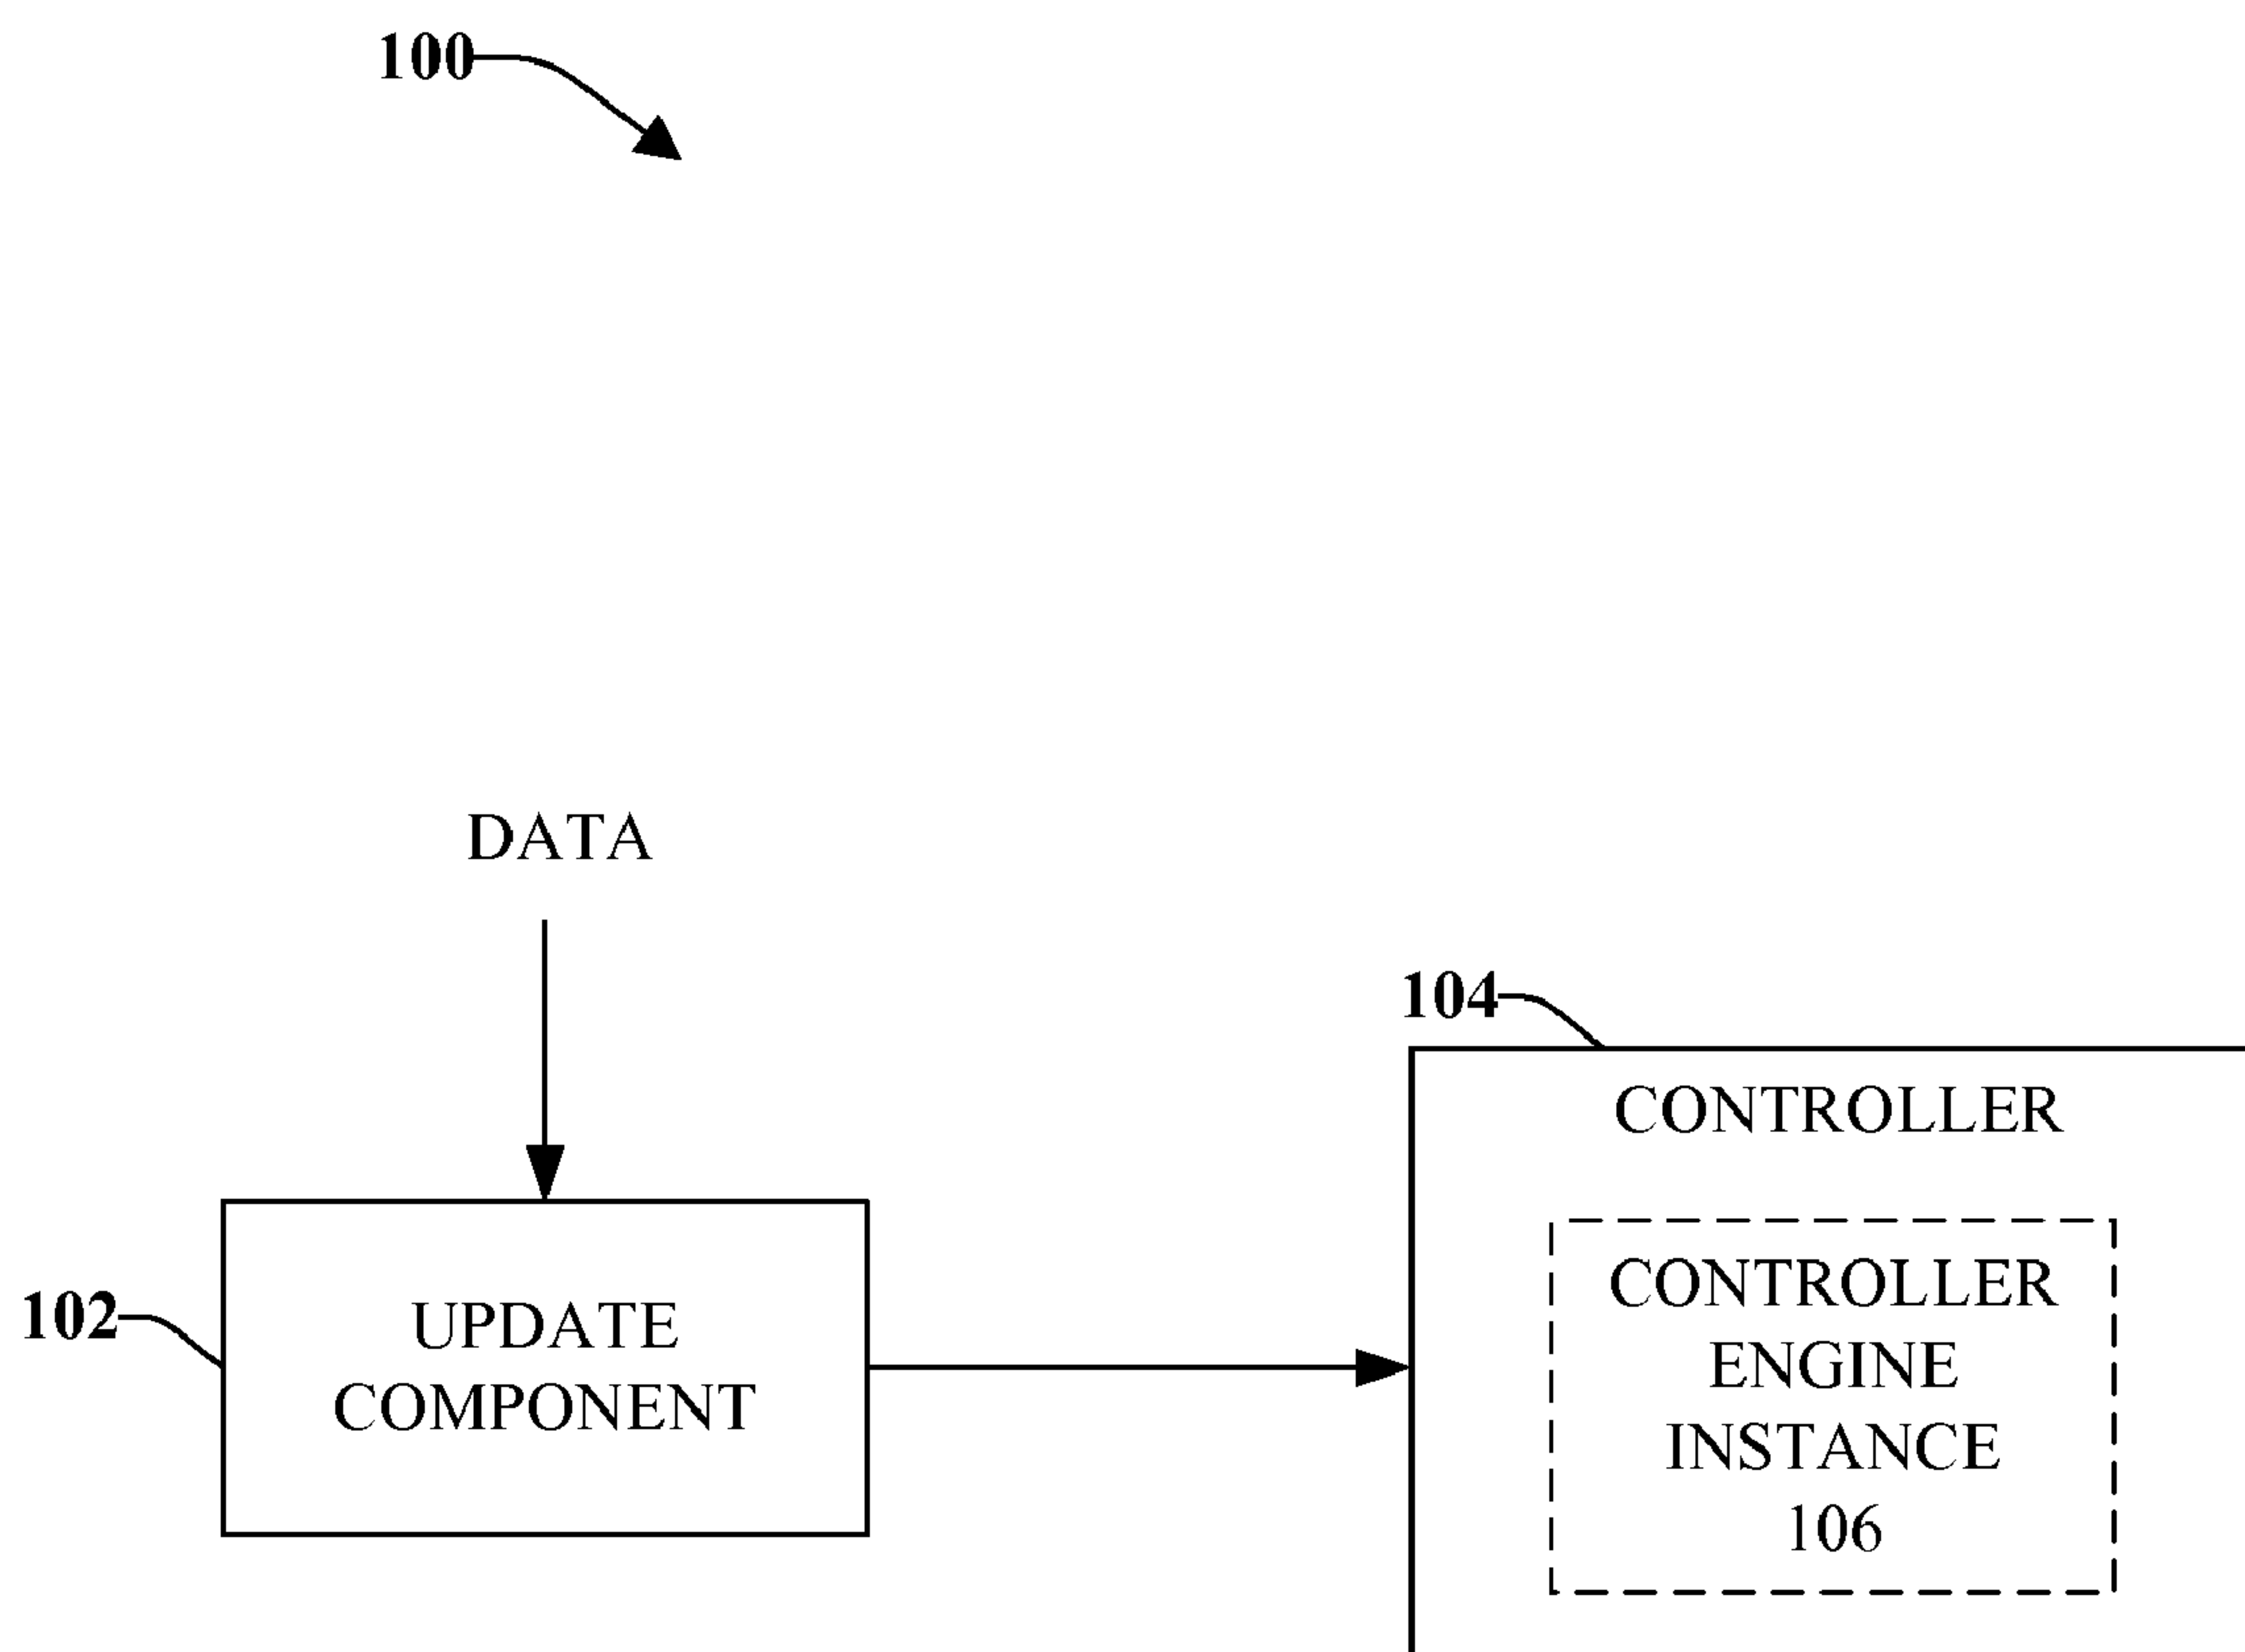 100
DATA
104
CONTROLLER
102
UPDATE
COMPONENT
CONTROLLER
ENGINE
INSTANCE
106